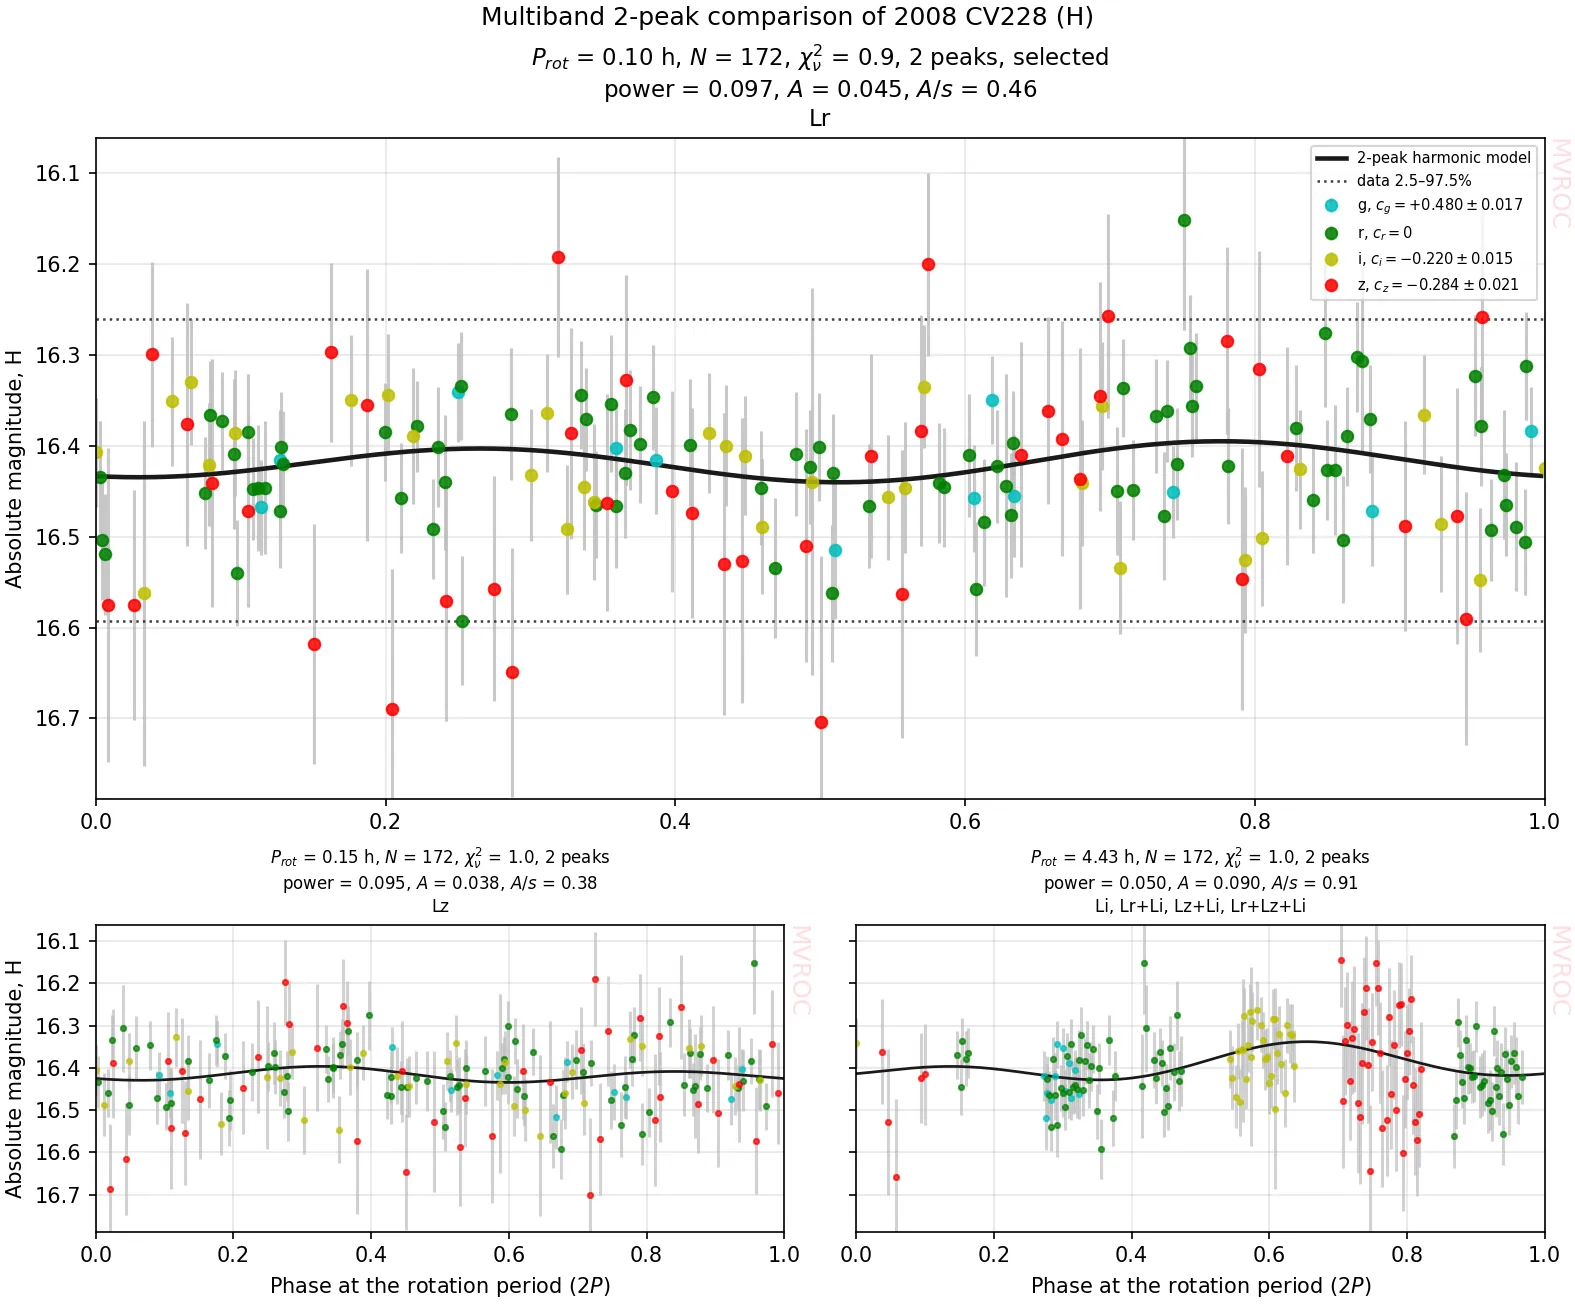 Multiband 2-peak comparison of 2008 CV228 (H)
P_rot = 0.10 h, N = 172, χ²_ν = 0.9, 2 peaks, selected
power = 0.097, A = 0.045, A/s = 0.46
Lr
2-peak harmonic model
data 2.5–97.5%
g, c_g = +0.480 ± 0.017
r, c_r = 0
i, c_i = −0.220 ± 0.015
z, c_z = −0.284 ± 0.021
MVROC
Absolute magnitude, H
16.1
16.2
16.3
16.4
16.5
16.6
16.7
0.0 0.2 0.4 0.6 0.8 1.0
P_rot = 0.15 h, N = 172, χ²_ν = 1.0, 2 peaks
power = 0.095, A = 0.038, A/s = 0.38
Lz
MVROC
Absolute magnitude, H
16.1
16.2
16.3
16.4
16.5
16.6
16.7
0.0 0.2 0.4 0.6 0.8 1.0
Phase at the rotation period (2P)
P_rot = 4.43 h, N = 172, χ²_ν = 1.0, 2 peaks
power = 0.050, A = 0.090, A/s = 0.91
Li, Lr+Li, Lz+Li, Lr+Lz+Li
MVROC
0.0 0.2 0.4 0.6 0.8 1.0
Phase at the rotation period (2P)